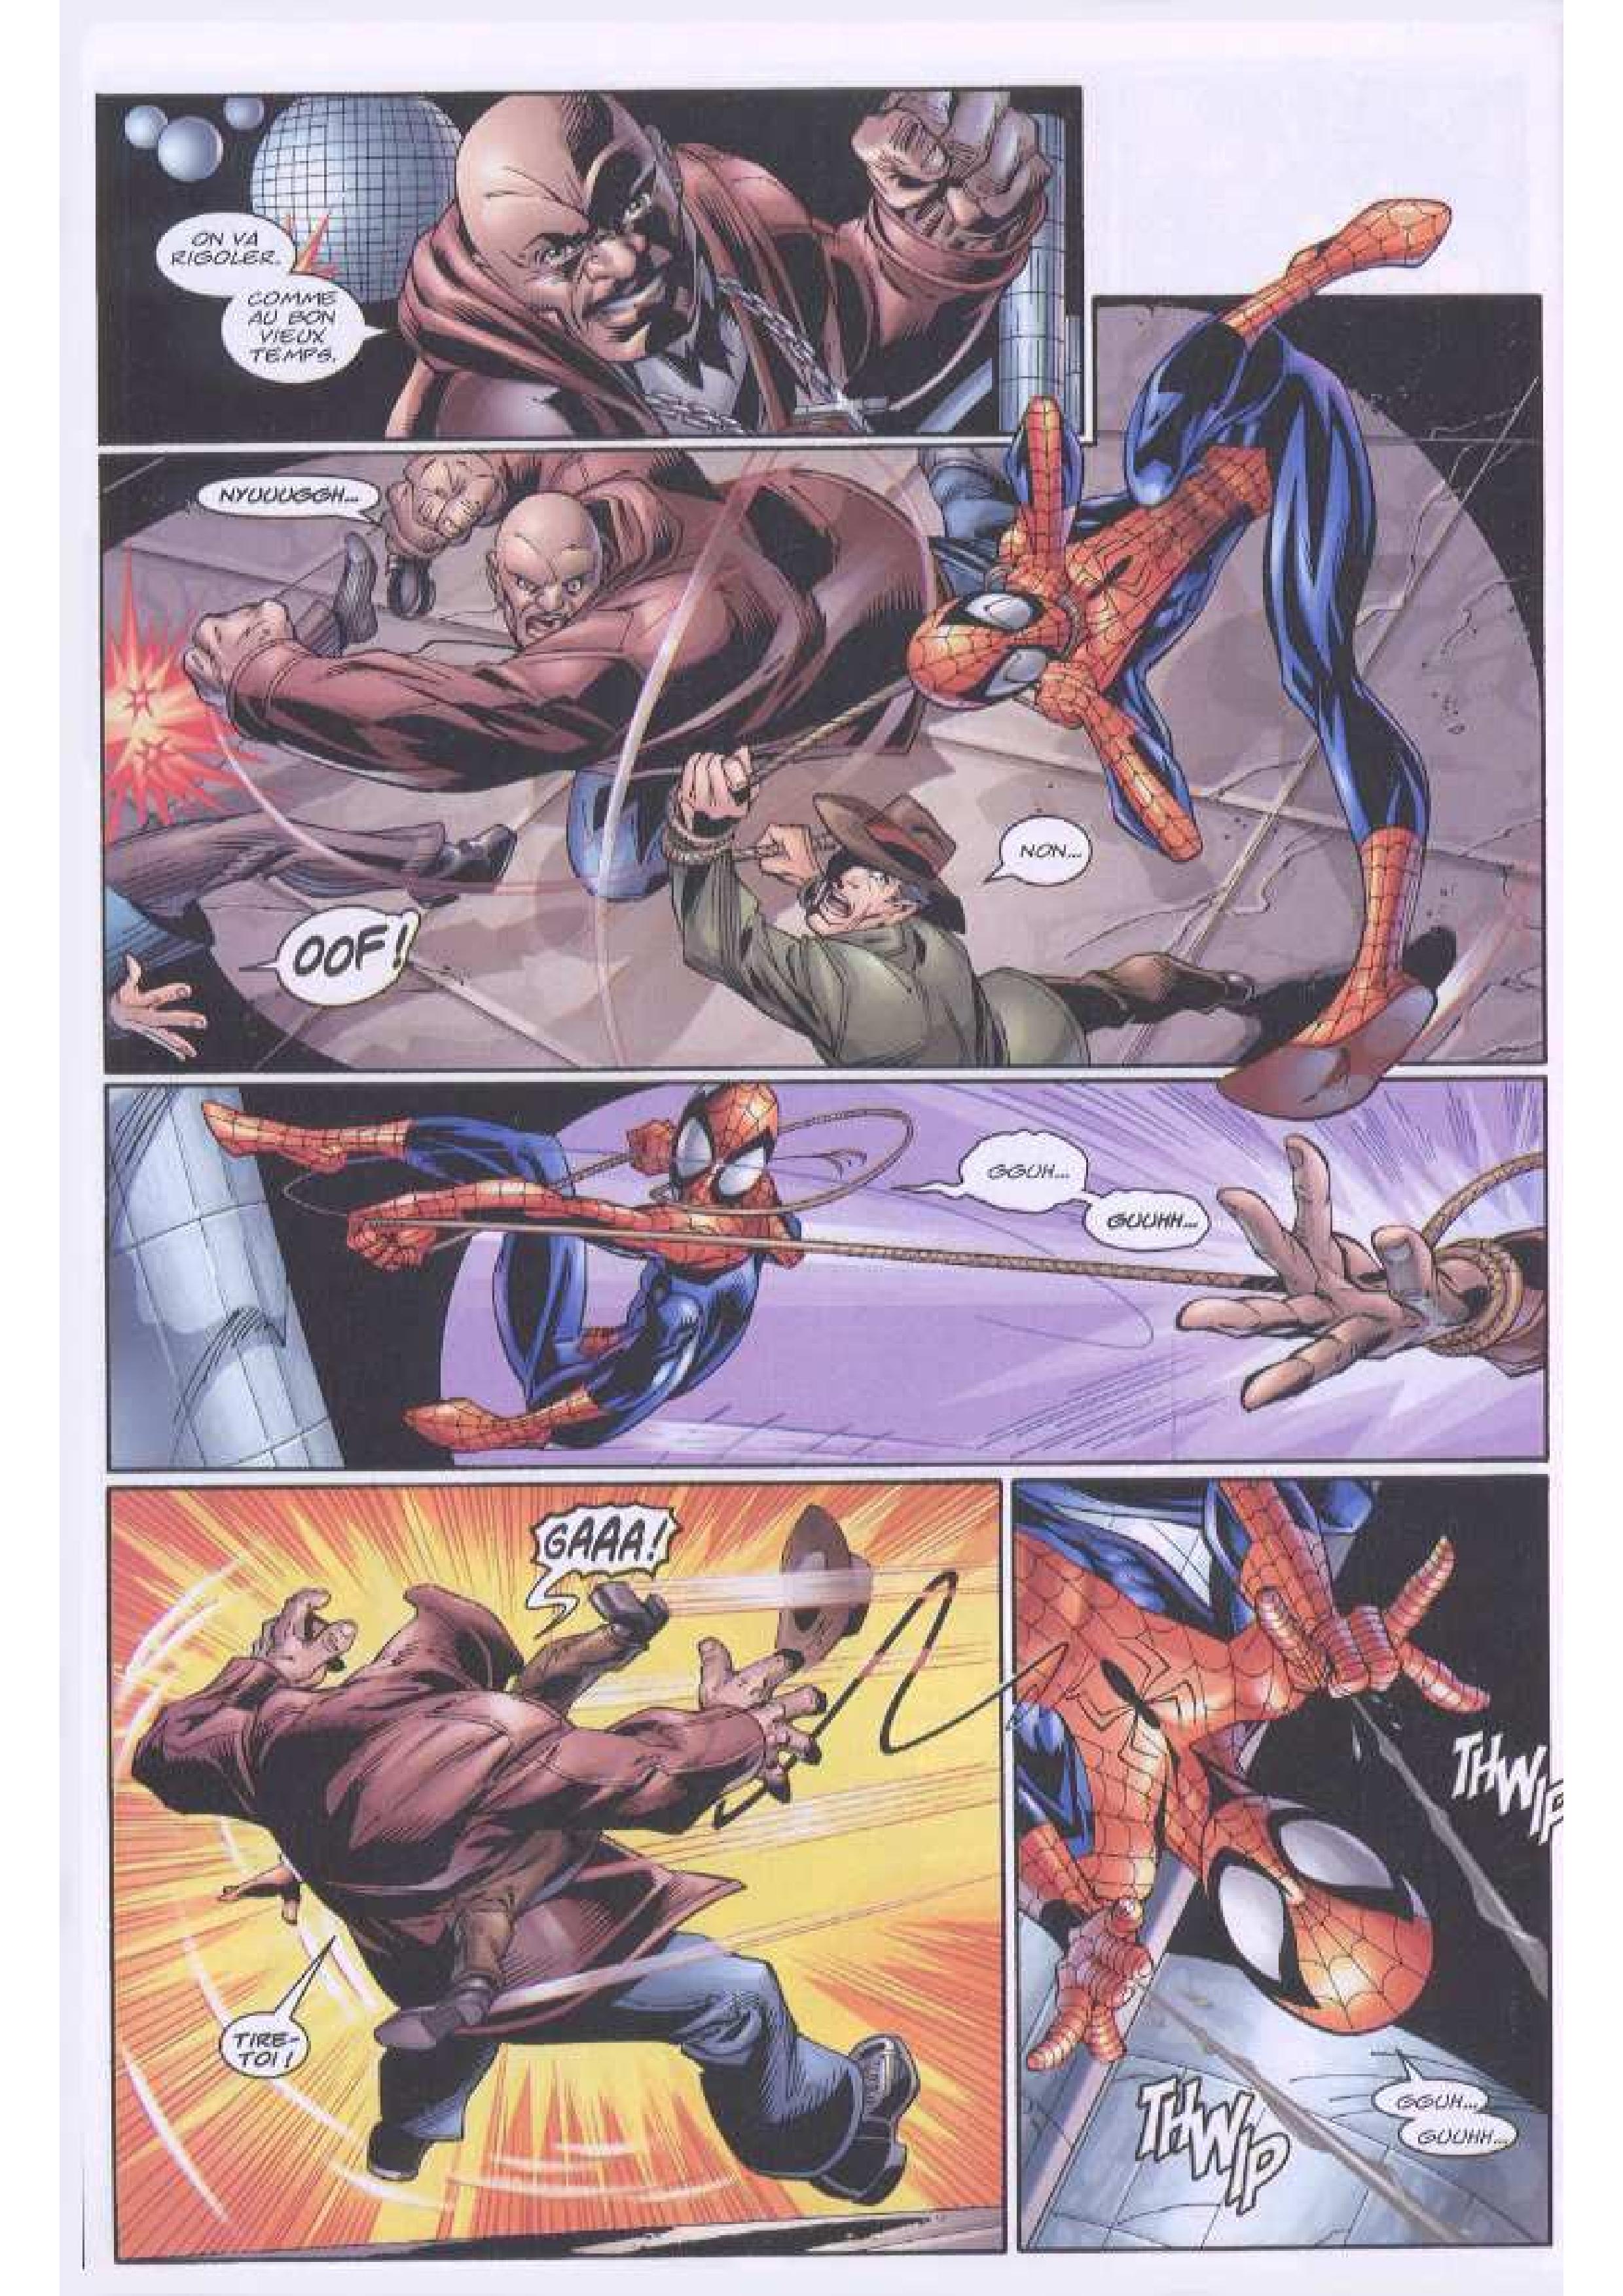 ON VA
RIGOLER.
COMME
AU BON
VIEUX
TEMPS.
NYUUUGGH...
NON...
OOF!
GGUH...
GUUHH...
GAAA!
TIRE-
TOI!
THWIP
THWIP
GGUH...
GUUHH...